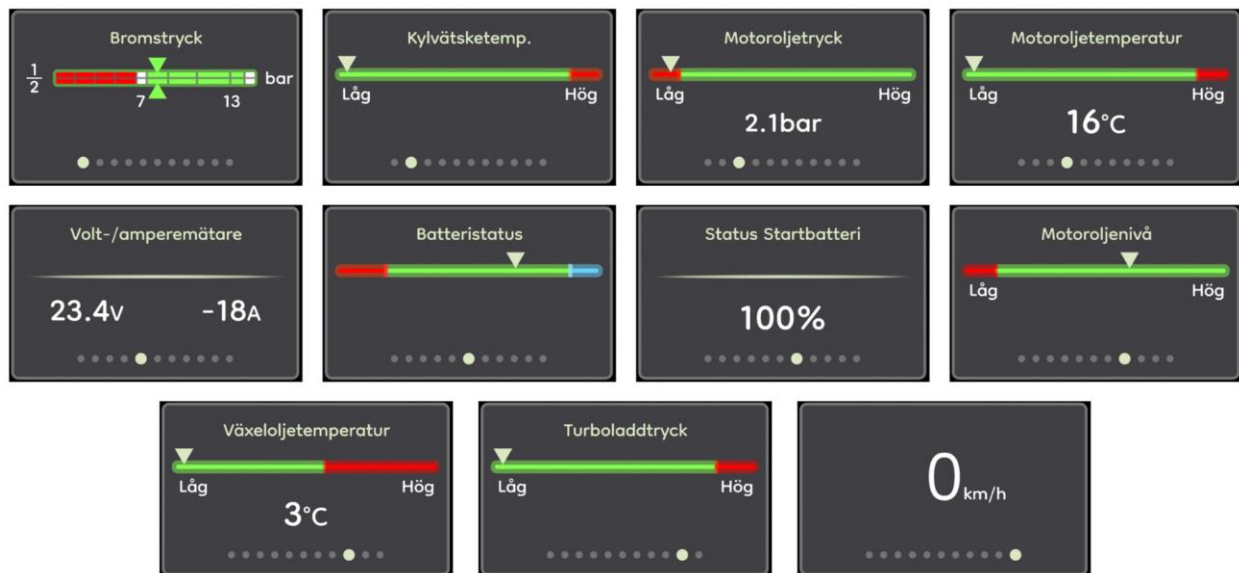 Bromstryck
1
2
bar
7 13
Kylvätsketemp.
Låg Hög
Motoroljetryck
Låg Hög
2.1bar
Motoroljetemperatur
Låg Hög
16°C
Volt-/amperemätare
23.4V -18A
Batteristatus
Status Startbatteri
100%
Motoroljenivå
Låg Hög
Växeloljetemperatur
Låg Hög
3°C
Turboladdtryck
Låg Hög
0km/h